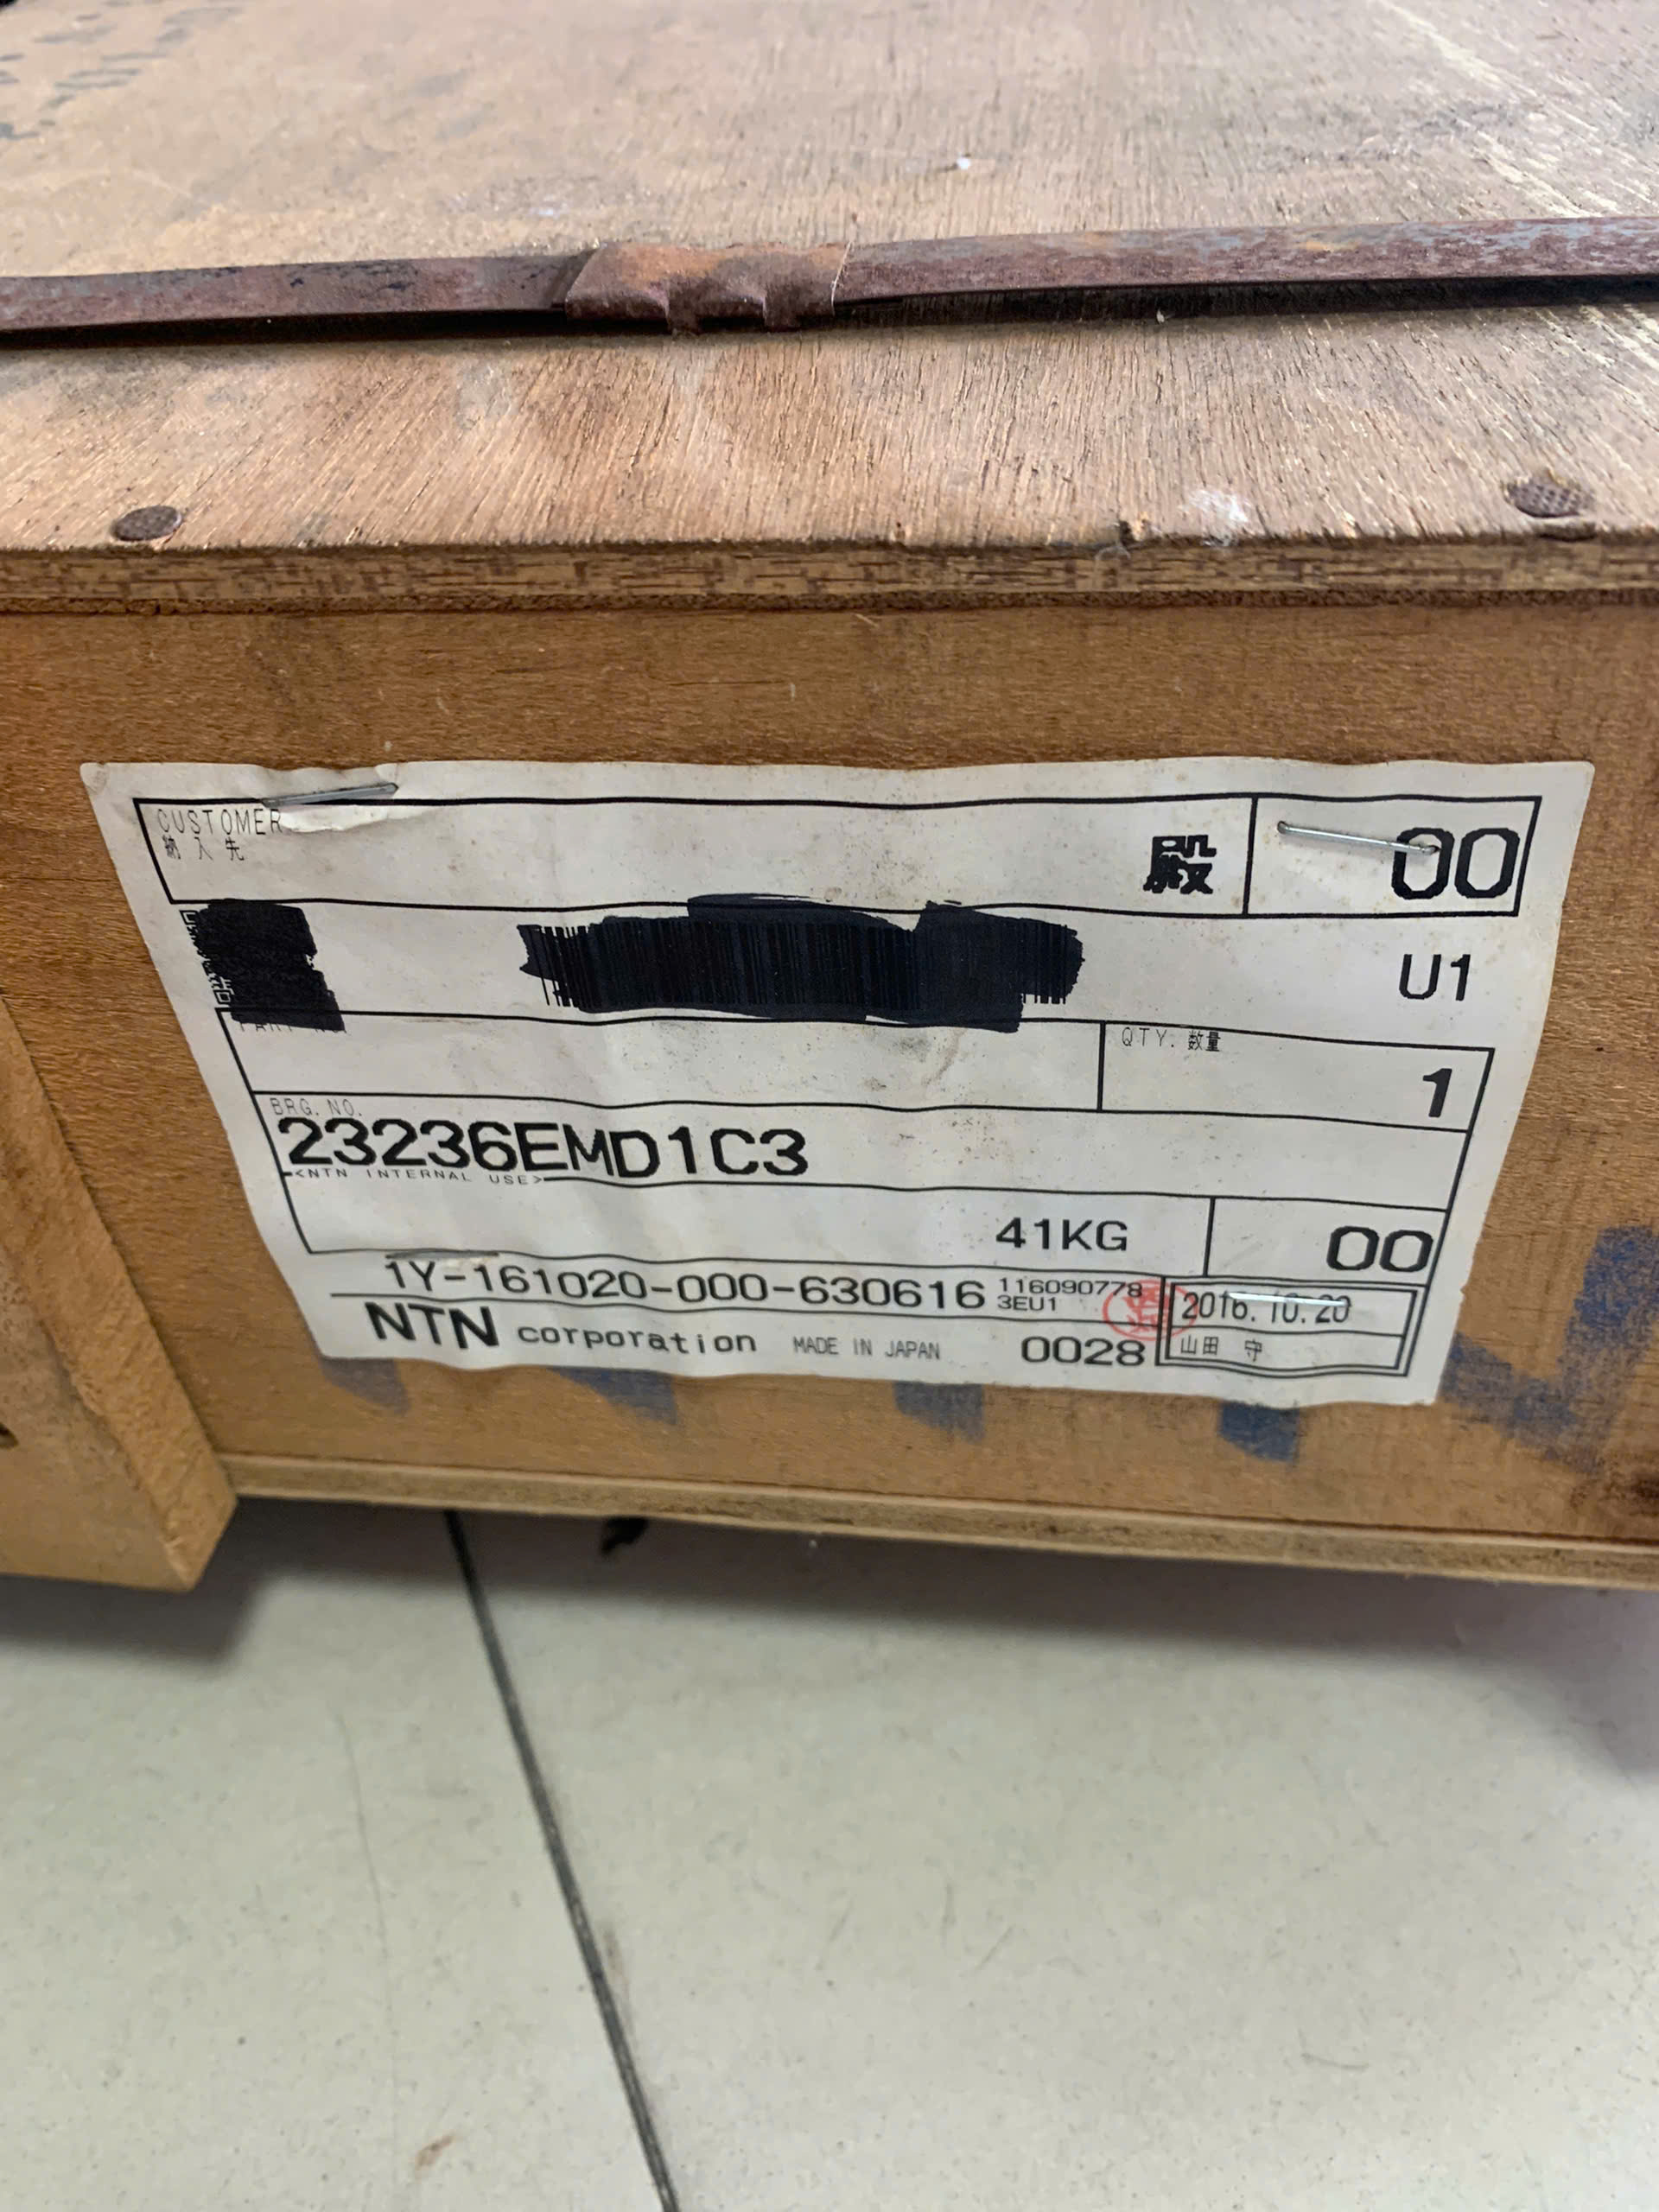 CUSTOMER
納入先
殿
00
U1
QTY. 数量
1
BRG. NO.
23236EMD1C3
<NTN INTERNAL USE>
41KG
00
1Y-161020-000-630616
116090778
3EU1
2016.10.20
NTN corporation
MADE IN JAPAN
0028
山田 守